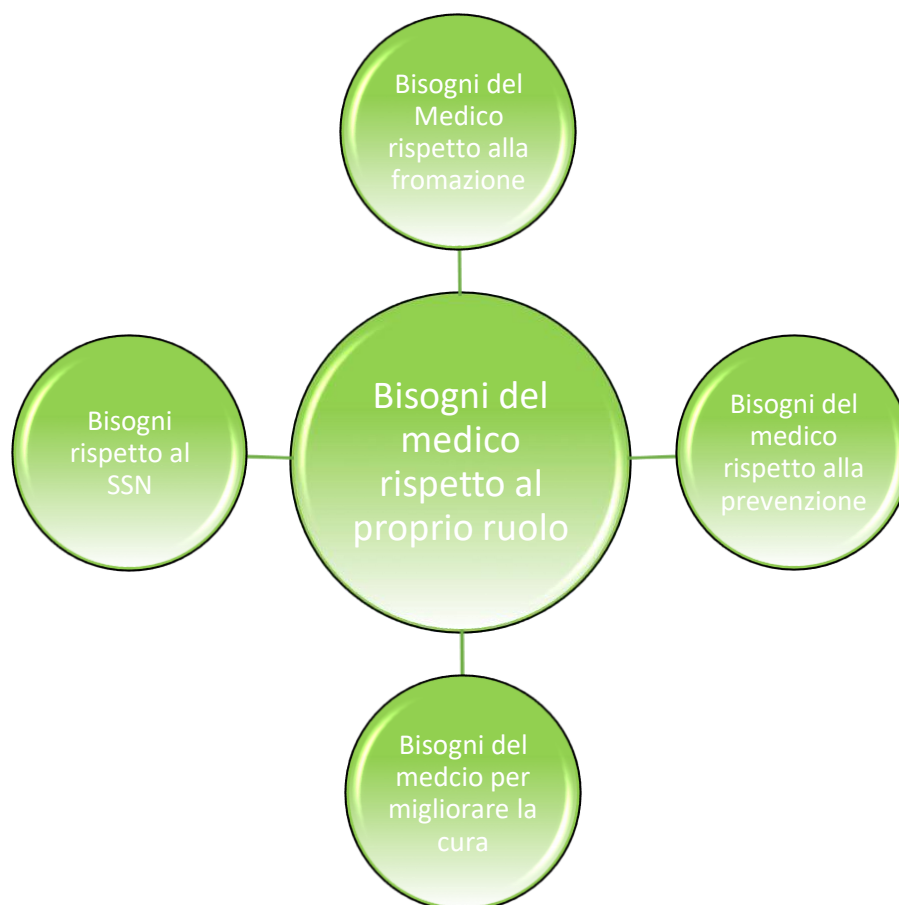 Bisogni del
Medico
rispetto alla
fromazione
Bisogni
rispetto al
SSN
Bisogni del
medico
rispetto al
proprio ruolo
Bisogni del
medico
rispetto alla
prevenzione
Bisogni del
medcio per
migliorare la
cura